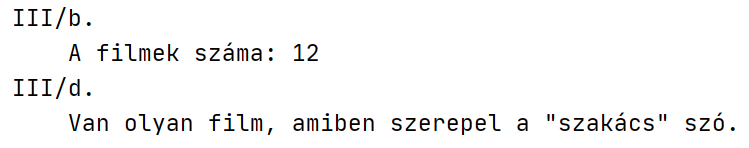 III/b.
    A filmek száma: 12
III/d.
    Van olyan film, amiben szerepel a "szakács" szó.